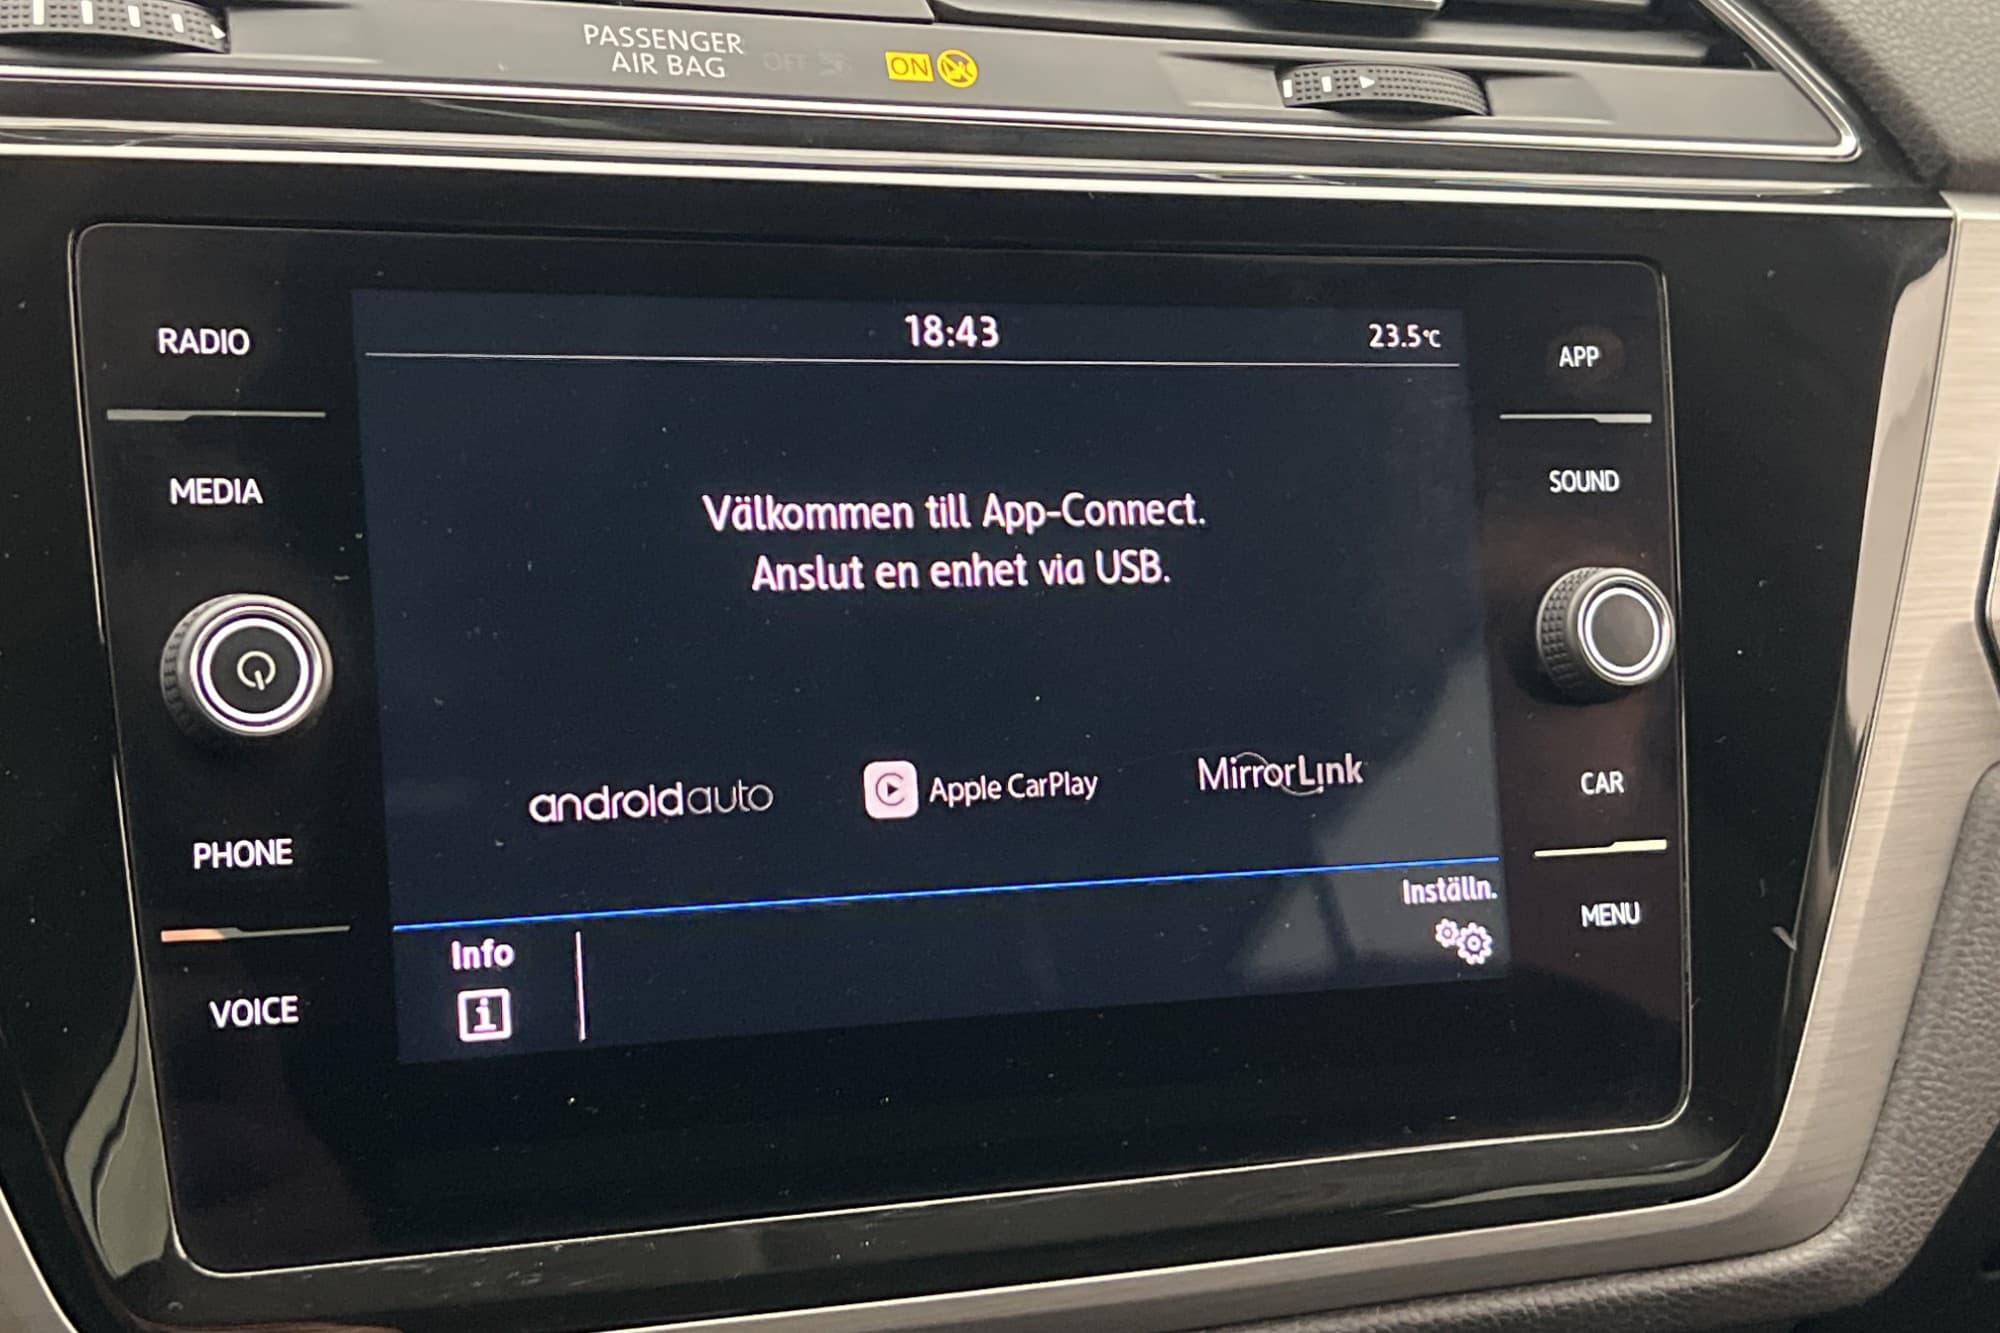 PASSENGER
AIR BAG
OFF
ON
RADIO
MEDIA
PHONE
VOICE
18:43
23.5°C
Välkommen till App-Connect.
Anslut en enhet via USB.
androidauto
Apple CarPlay
MirrorLink
Inställn.
Info
APP
SOUND
CAR
MENU